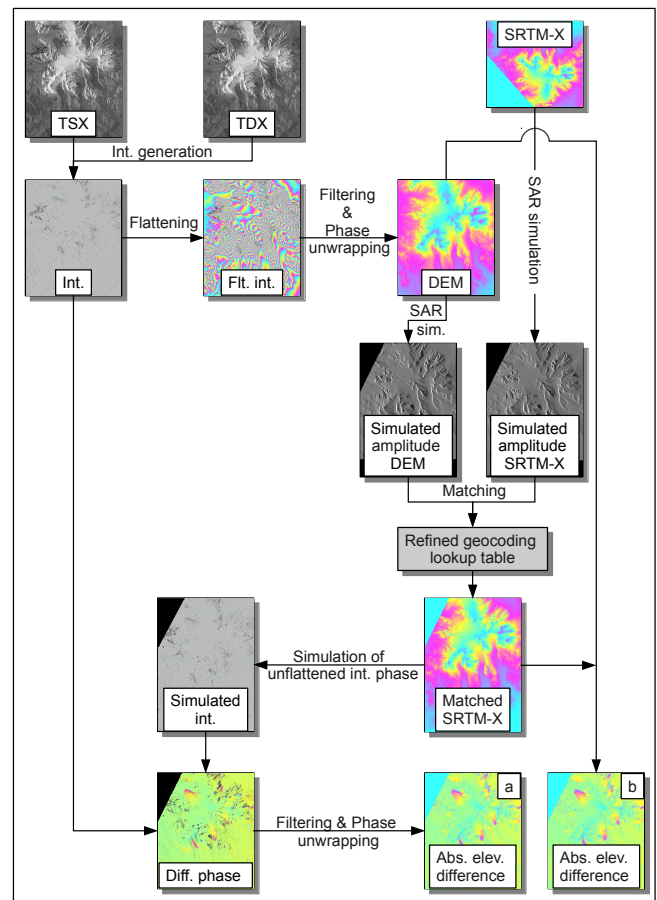 SRTM-X
TSX
TDX
Int. generation
SAR simulation
Flattening
Filtering
&
Phase
unwrapping
Int.
Flt. int.
DEM
SAR
sim.
Simulated
amplitude
DEM
Simulated
amplitude
SRTM-X
Matching
Refined geocoding
lookup table
Simulation of
unflattened int. phase
Simulated
int.
Matched
SRTM-X
a
b
Filtering & Phase
unwrapping
Diff. phase
Abs. elev.
difference
Abs. elev.
difference